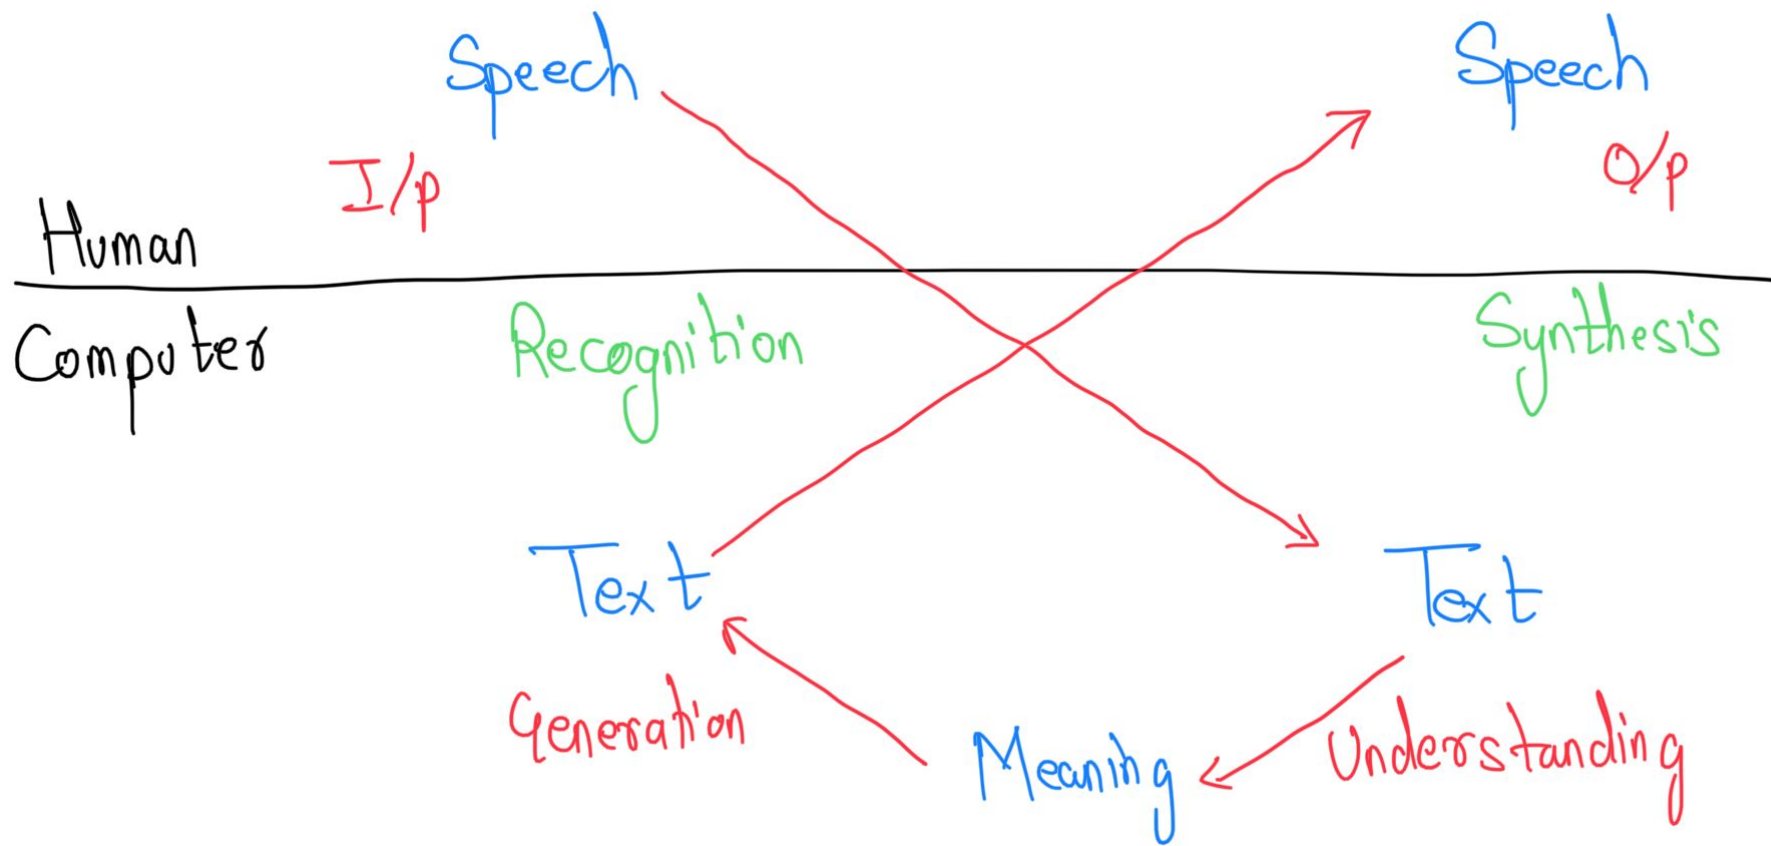 Speech
Speech
I/p
O/p
Human
Computer
Recognition
Synthesis
Text
Text
Generation
Meaning
Understanding